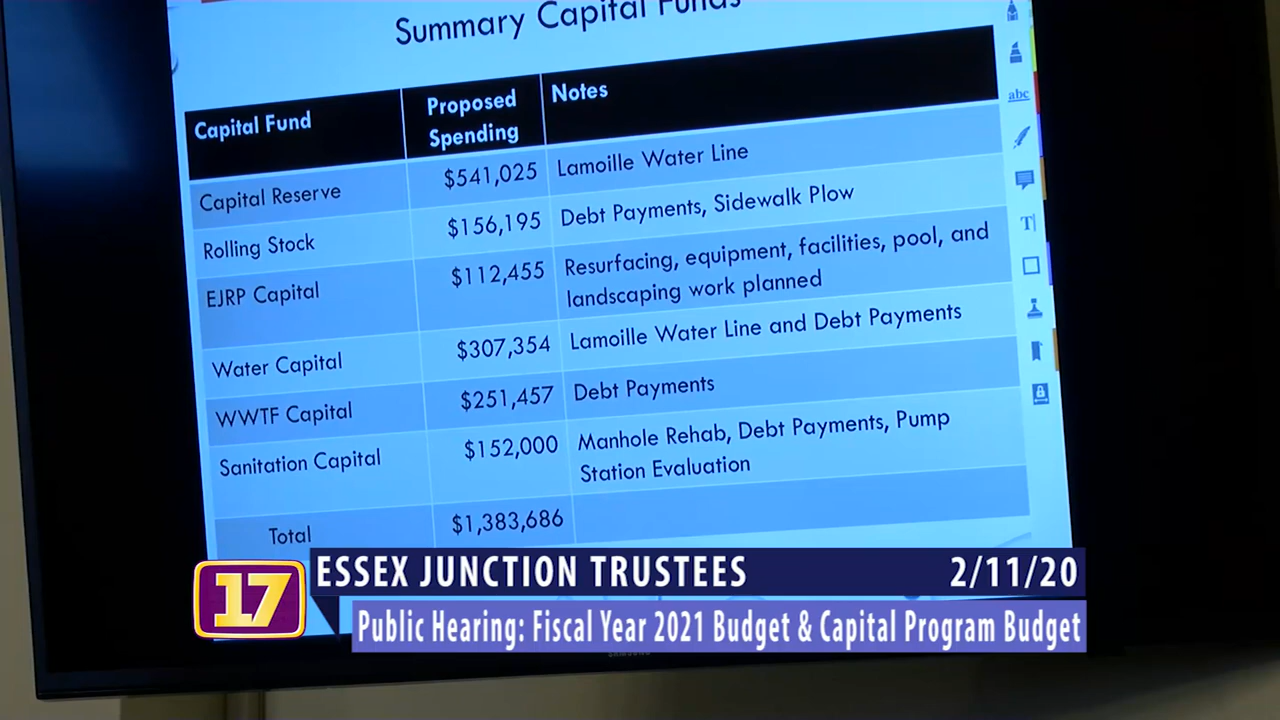 Summary Capital Funds
Capital Fund
Proposed
Spending
Notes
Capital Reserve
$541,025
Lamoille Water Line
Rolling Stock
$156,195
Debt Payments, Sidewalk Plow
EJRP Capital
$112,455
Resurfacing, equipment, facilities, pool, and
landscaping work planned
Water Capital
$307,354
Lamoille Water Line and Debt Payments
WWTF Capital
$251,457
Debt Payments
Sanitation Capital
$152,000
Manhole Rehab, Debt Payments, Pump
Station Evaluation
Total
$1,383,686
abc
T
17
ESSEX JUNCTION TRUSTEES
2/11/20
Public Hearing: Fiscal Year 2021 Budget & Capital Program Budget
SAMSUNG